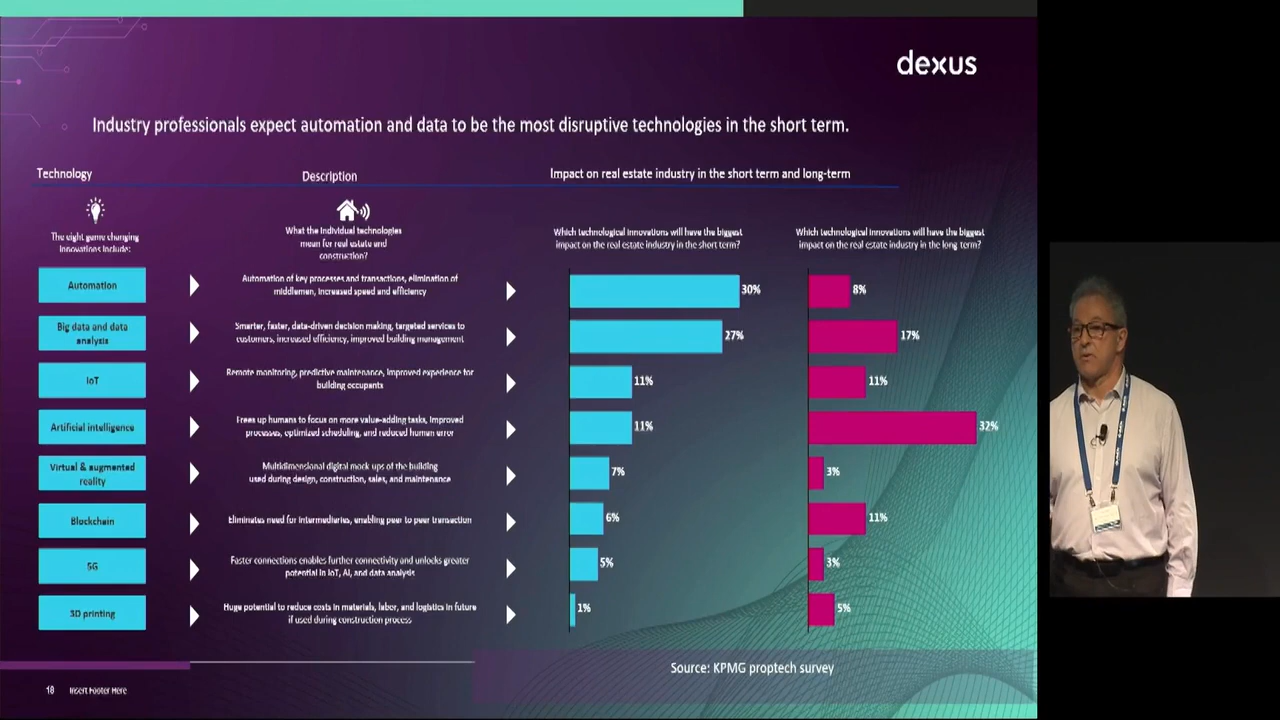 dexus
Industry professionals expect automation and data to be the most disruptive technologies in the short term.
Technology
Description
Impact on real estate industry in the short term and long-term
The eight game changing
innovations include:
What the individual technologies
mean for real estate and
construction?
Which technological innovations will have the biggest
impact on the real estate industry in the short term?
Which technological innovations will have the biggest
impact on the real estate industry in the long term?
Automation
Automation of key processes and transactions, elimination of
middlemen, increased speed and efficiency
30%
8%
Big data and data
analysis
Smarter, faster, data-driven decision making, targeted services to
customers, increased efficiency, improved building management
27%
17%
IoT
Remote monitoring, predictive maintenance, improved experience for
building occupants
11%
11%
Artificial intelligence
Frees up humans to focus on more value-adding tasks, improved
processes, optimized scheduling, and reduced human error
11%
32%
Virtual & augmented
reality
Multidimensional digital mock ups of the building
used during design, construction, sales, and maintenance
7%
3%
Blockchain
Eliminates need for intermediaries, enabling peer to peer transaction
6%
11%
5G
Faster connections enables further connectivity and unlocks greater
potential in IoT, AI, and data analysis
5%
3%
3D printing
Huge potential to reduce costs in materials, labor, and logistics in future
if used during construction process
1%
5%
Source: KPMG proptech survey
18 Insert Footer Here